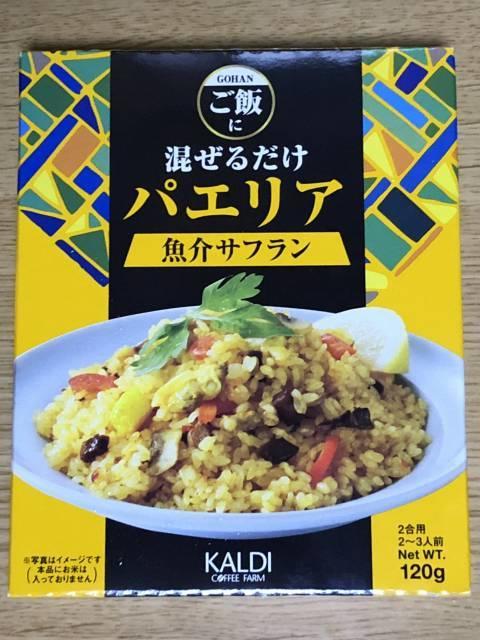 GOHAN
ご飯
に
混ぜるだけ
パエリア
魚介サフラン
2合用
2〜3人前
Net WT.
120g
※写真はイメージです
(本品にお米は
入っておりません)
KALDI
COFFEE FARM